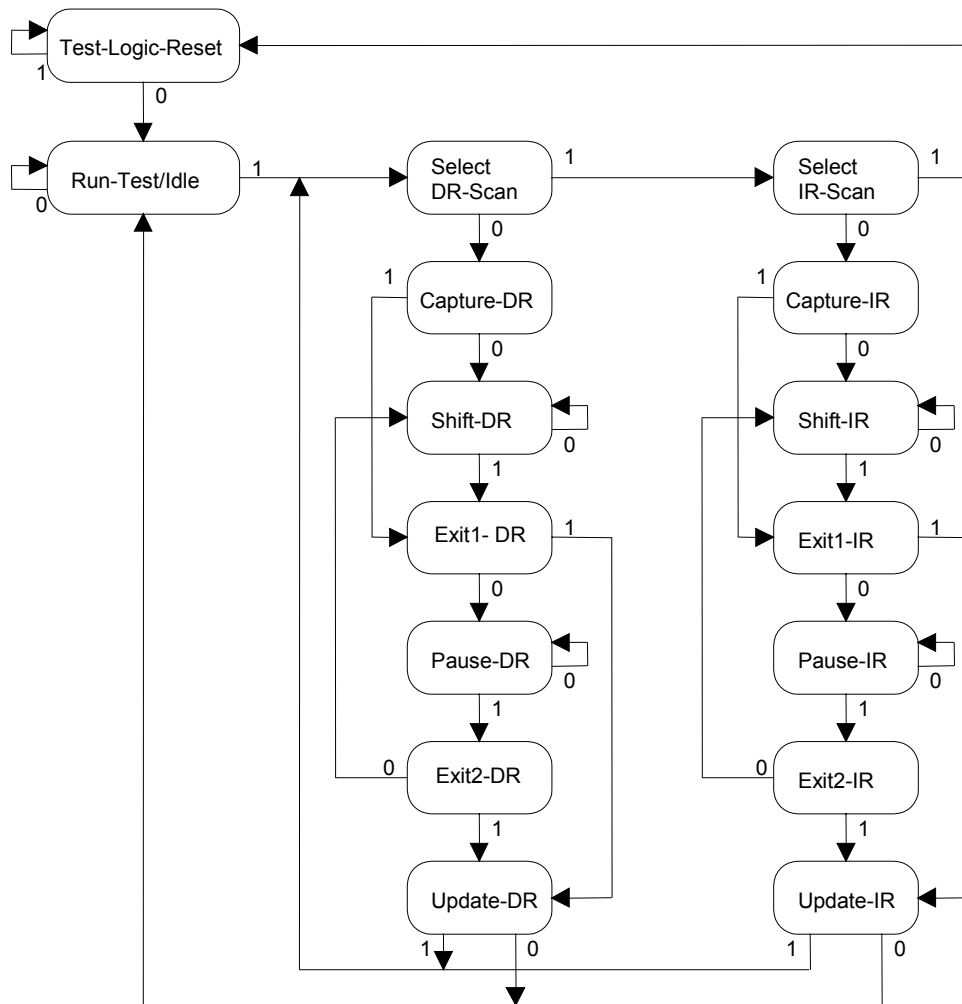 Test-Logic-Reset
1
0
Run-Test/Idle
1
0
Select
DR-Scan
1
0
Select
IR-Scan
1
0
1
Capture-DR
0
1
Capture-IR
0
Shift-DR
0
1
Shift-IR
0
1
Exit1- DR
1
0
Exit1-IR
1
0
Pause-DR
0
1
Pause-IR
0
1
0
Exit2-DR
1
0
Exit2-IR
1
Update-DR
1
0
Update-IR
1
0